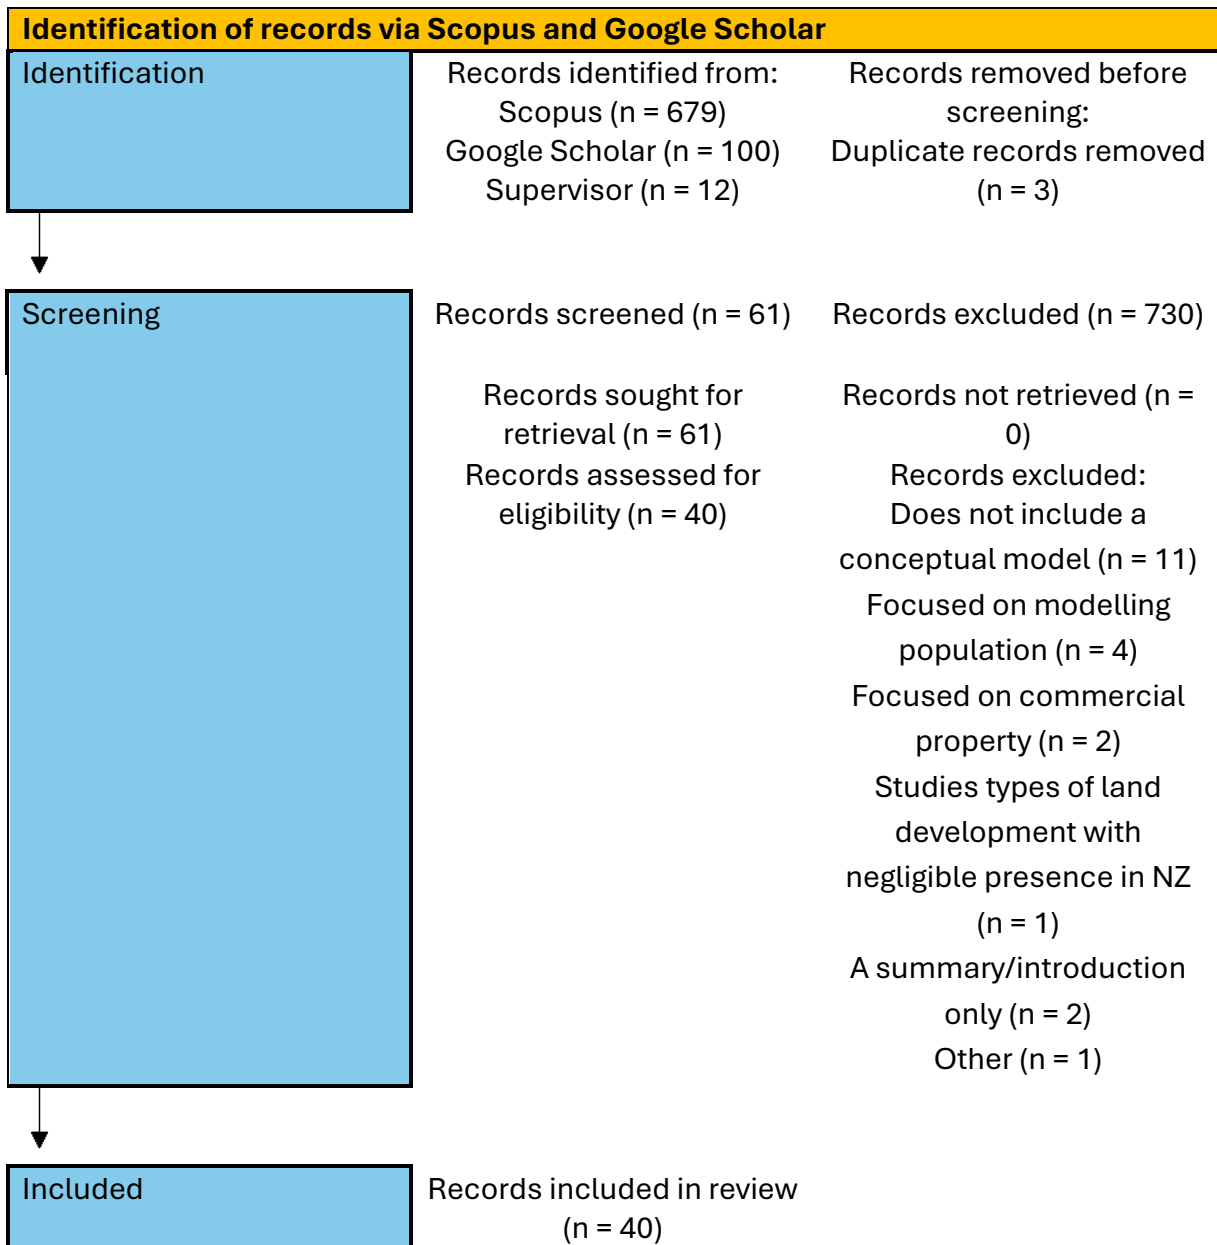 Identification of records via Scopus and Google Scholar
Identification
Records identified from:
Scopus (n = 679)
Google Scholar (n = 100)
Supervisor (n = 12)
Records removed before
screening:
Duplicate records removed
(n = 3)
Screening
Records screened (n = 61)
Records excluded (n = 730)
Records sought for
retrieval (n = 61)
Records not retrieved (n =
0)
Records assessed for
eligibility (n = 40)
Records excluded:
Does not include a
conceptual model (n = 11)
Focused on modelling
population (n = 4)
Focused on commercial
property (n = 2)
Studies types of land
development with
negligible presence in NZ
(n = 1)
A summary/introduction
only (n = 2)
Other (n = 1)
Included
Records included in review
(n = 40)